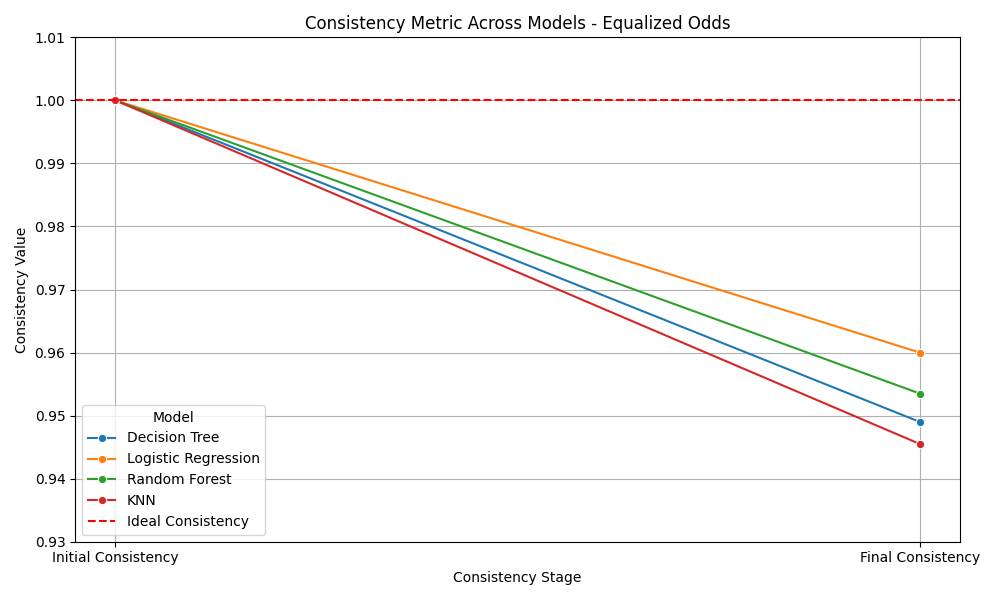 Consistency Metric Across Models - Equalized Odds
1.01
1.00
0.99
0.98
0.97
0.96
0.95
0.94
0.93
Consistency Value
Model
Decision Tree
Logistic Regression
Random Forest
KNN
Ideal Consistency
Initial Consistency
Final Consistency
Consistency Stage